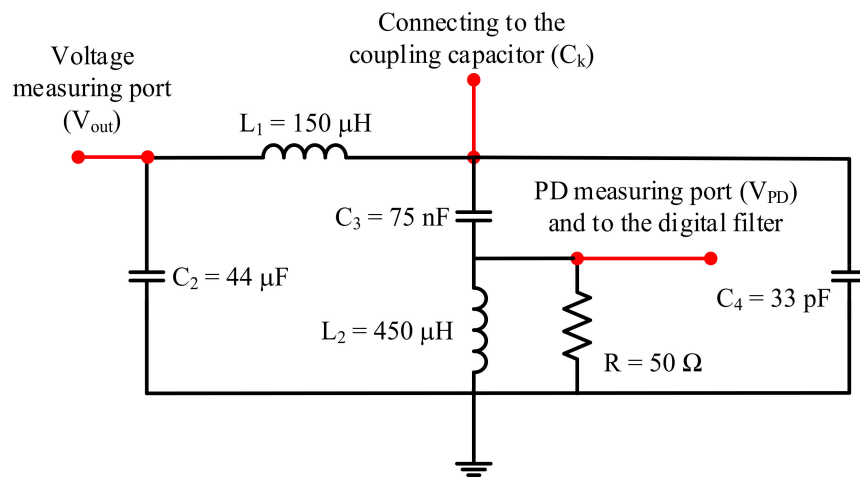 Connecting to the
coupling capacitor (Ck)
Voltage
measuring port
(Vout)
L1 = 150 μH
PD measuring port (VPD)
and to the digital filter
C3 = 75 nF
C2 = 44 μF
C4 = 33 pF
L2 = 450 μH
R = 50 Ω